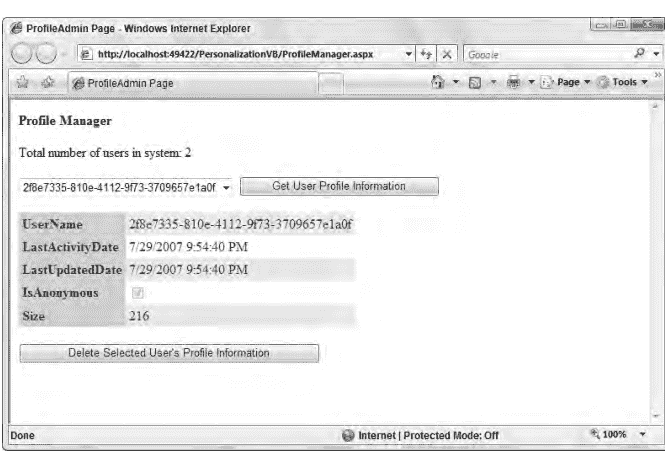 ProfileAdmin Page - Windows Internet Explorer
http://localhost:49422/PersonalizationVB/ProfileManager.aspx
Google
ProfileAdmin Page
Page
Tools
Profile Manager
Total number of users in system: 2
2f8e7335-810e-4112-9f73-3709657e1a0f
Get User Profile Information
UserName 2f8e7335-810e-4112-9f73-3709657e1a0f
LastActivityDate 7/29/2007 9:54:40 PM
LastUpdatedDate 7/29/2007 9:54:40 PM
IsAnonymous
Size 216
Delete Selected User's Profile Information
Done
Internet | Protected Mode: Off
100%